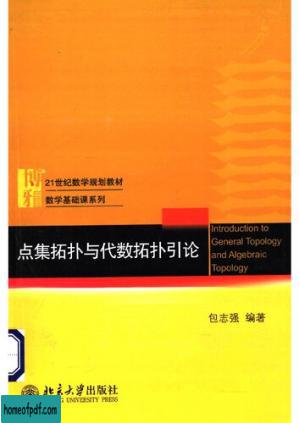 博雅
21世纪数学规划教材
数学基础课系列
点集拓扑与代数拓扑引论
Introduction to
General Topology
and Algebraic
Topology
包志强 编著
北京大学出版社
homeofpdf.com